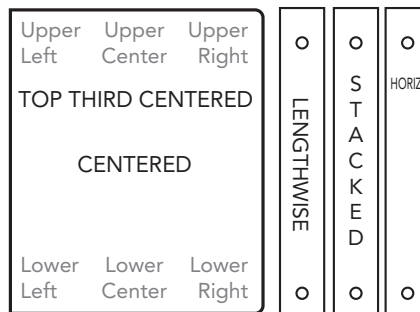 Upper Upper Upper
Left Center Right
TOP THIRD CENTERED
CENTERED
Lower Lower Lower
Left Center Right
LENGTHWISE
STACKED
HORIZ